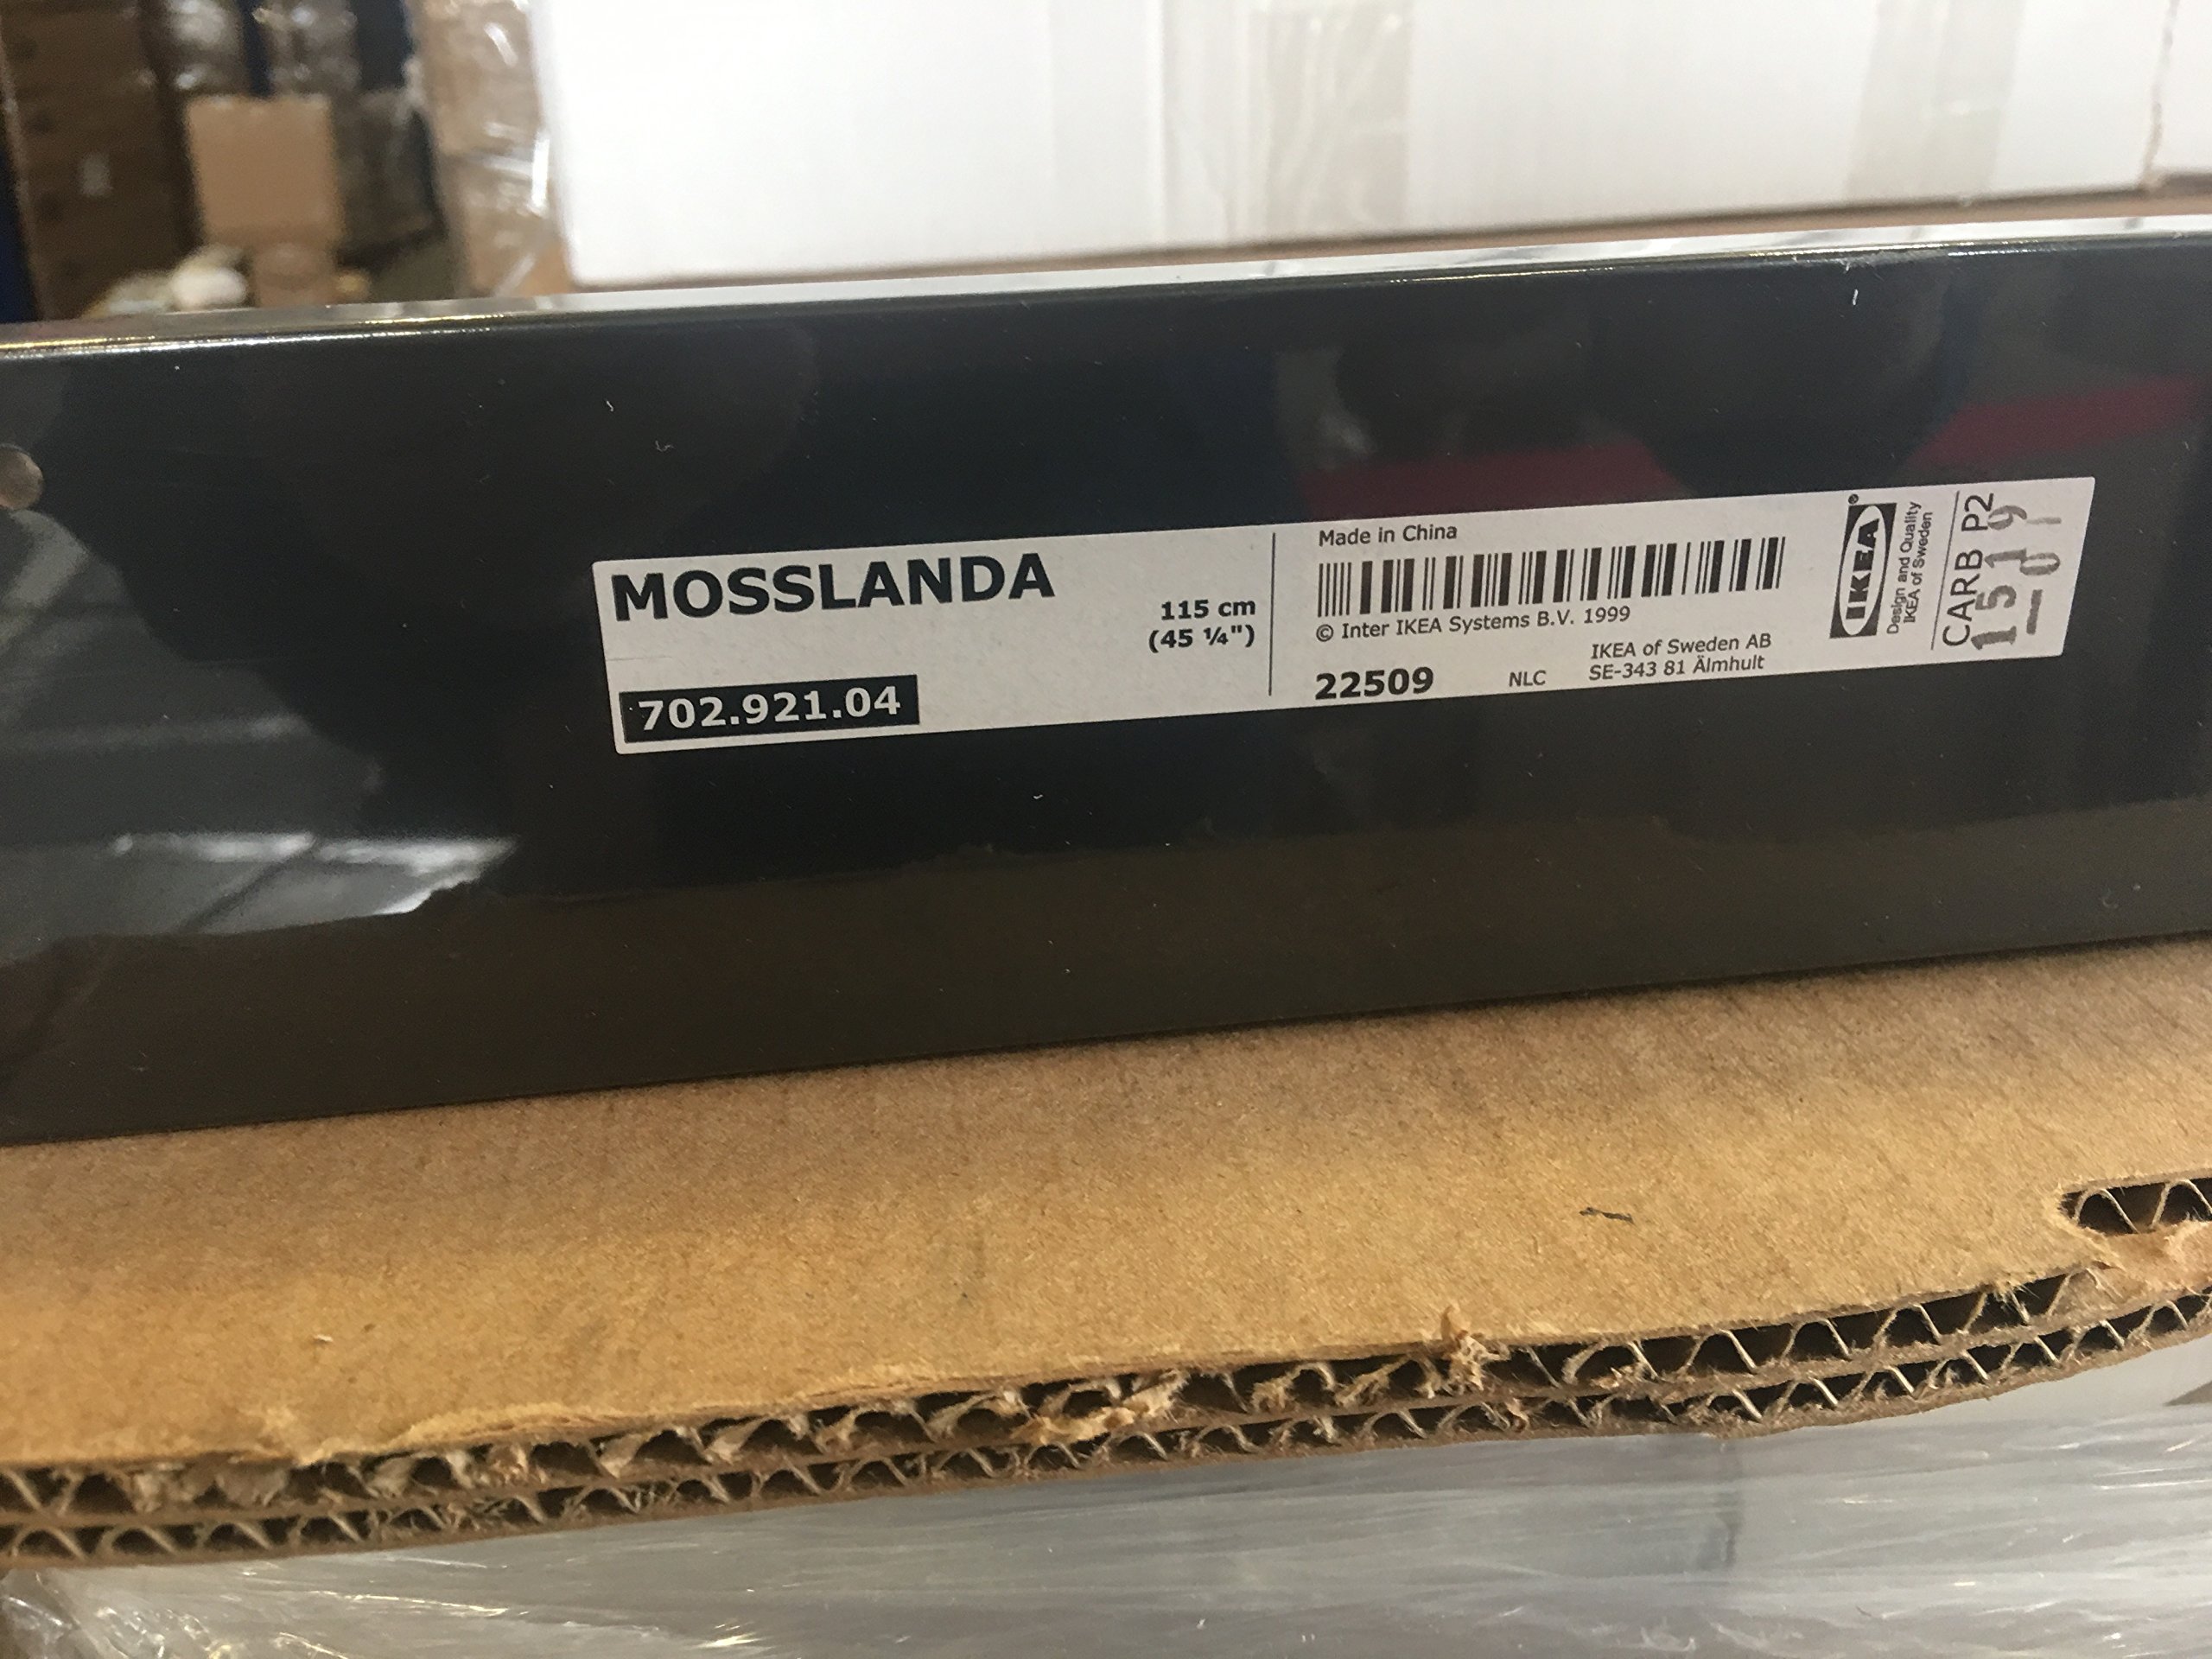 MOSSLANDA
115 cm
(45 ¼")
702.921.04
Made in China
© Inter IKEA Systems B.V. 1999
22509
NLC
IKEA of Sweden AB
SE-343 81 Älmhult
IKEA®
Design and Quality
IKEA of Sweden
CARB P2
1519